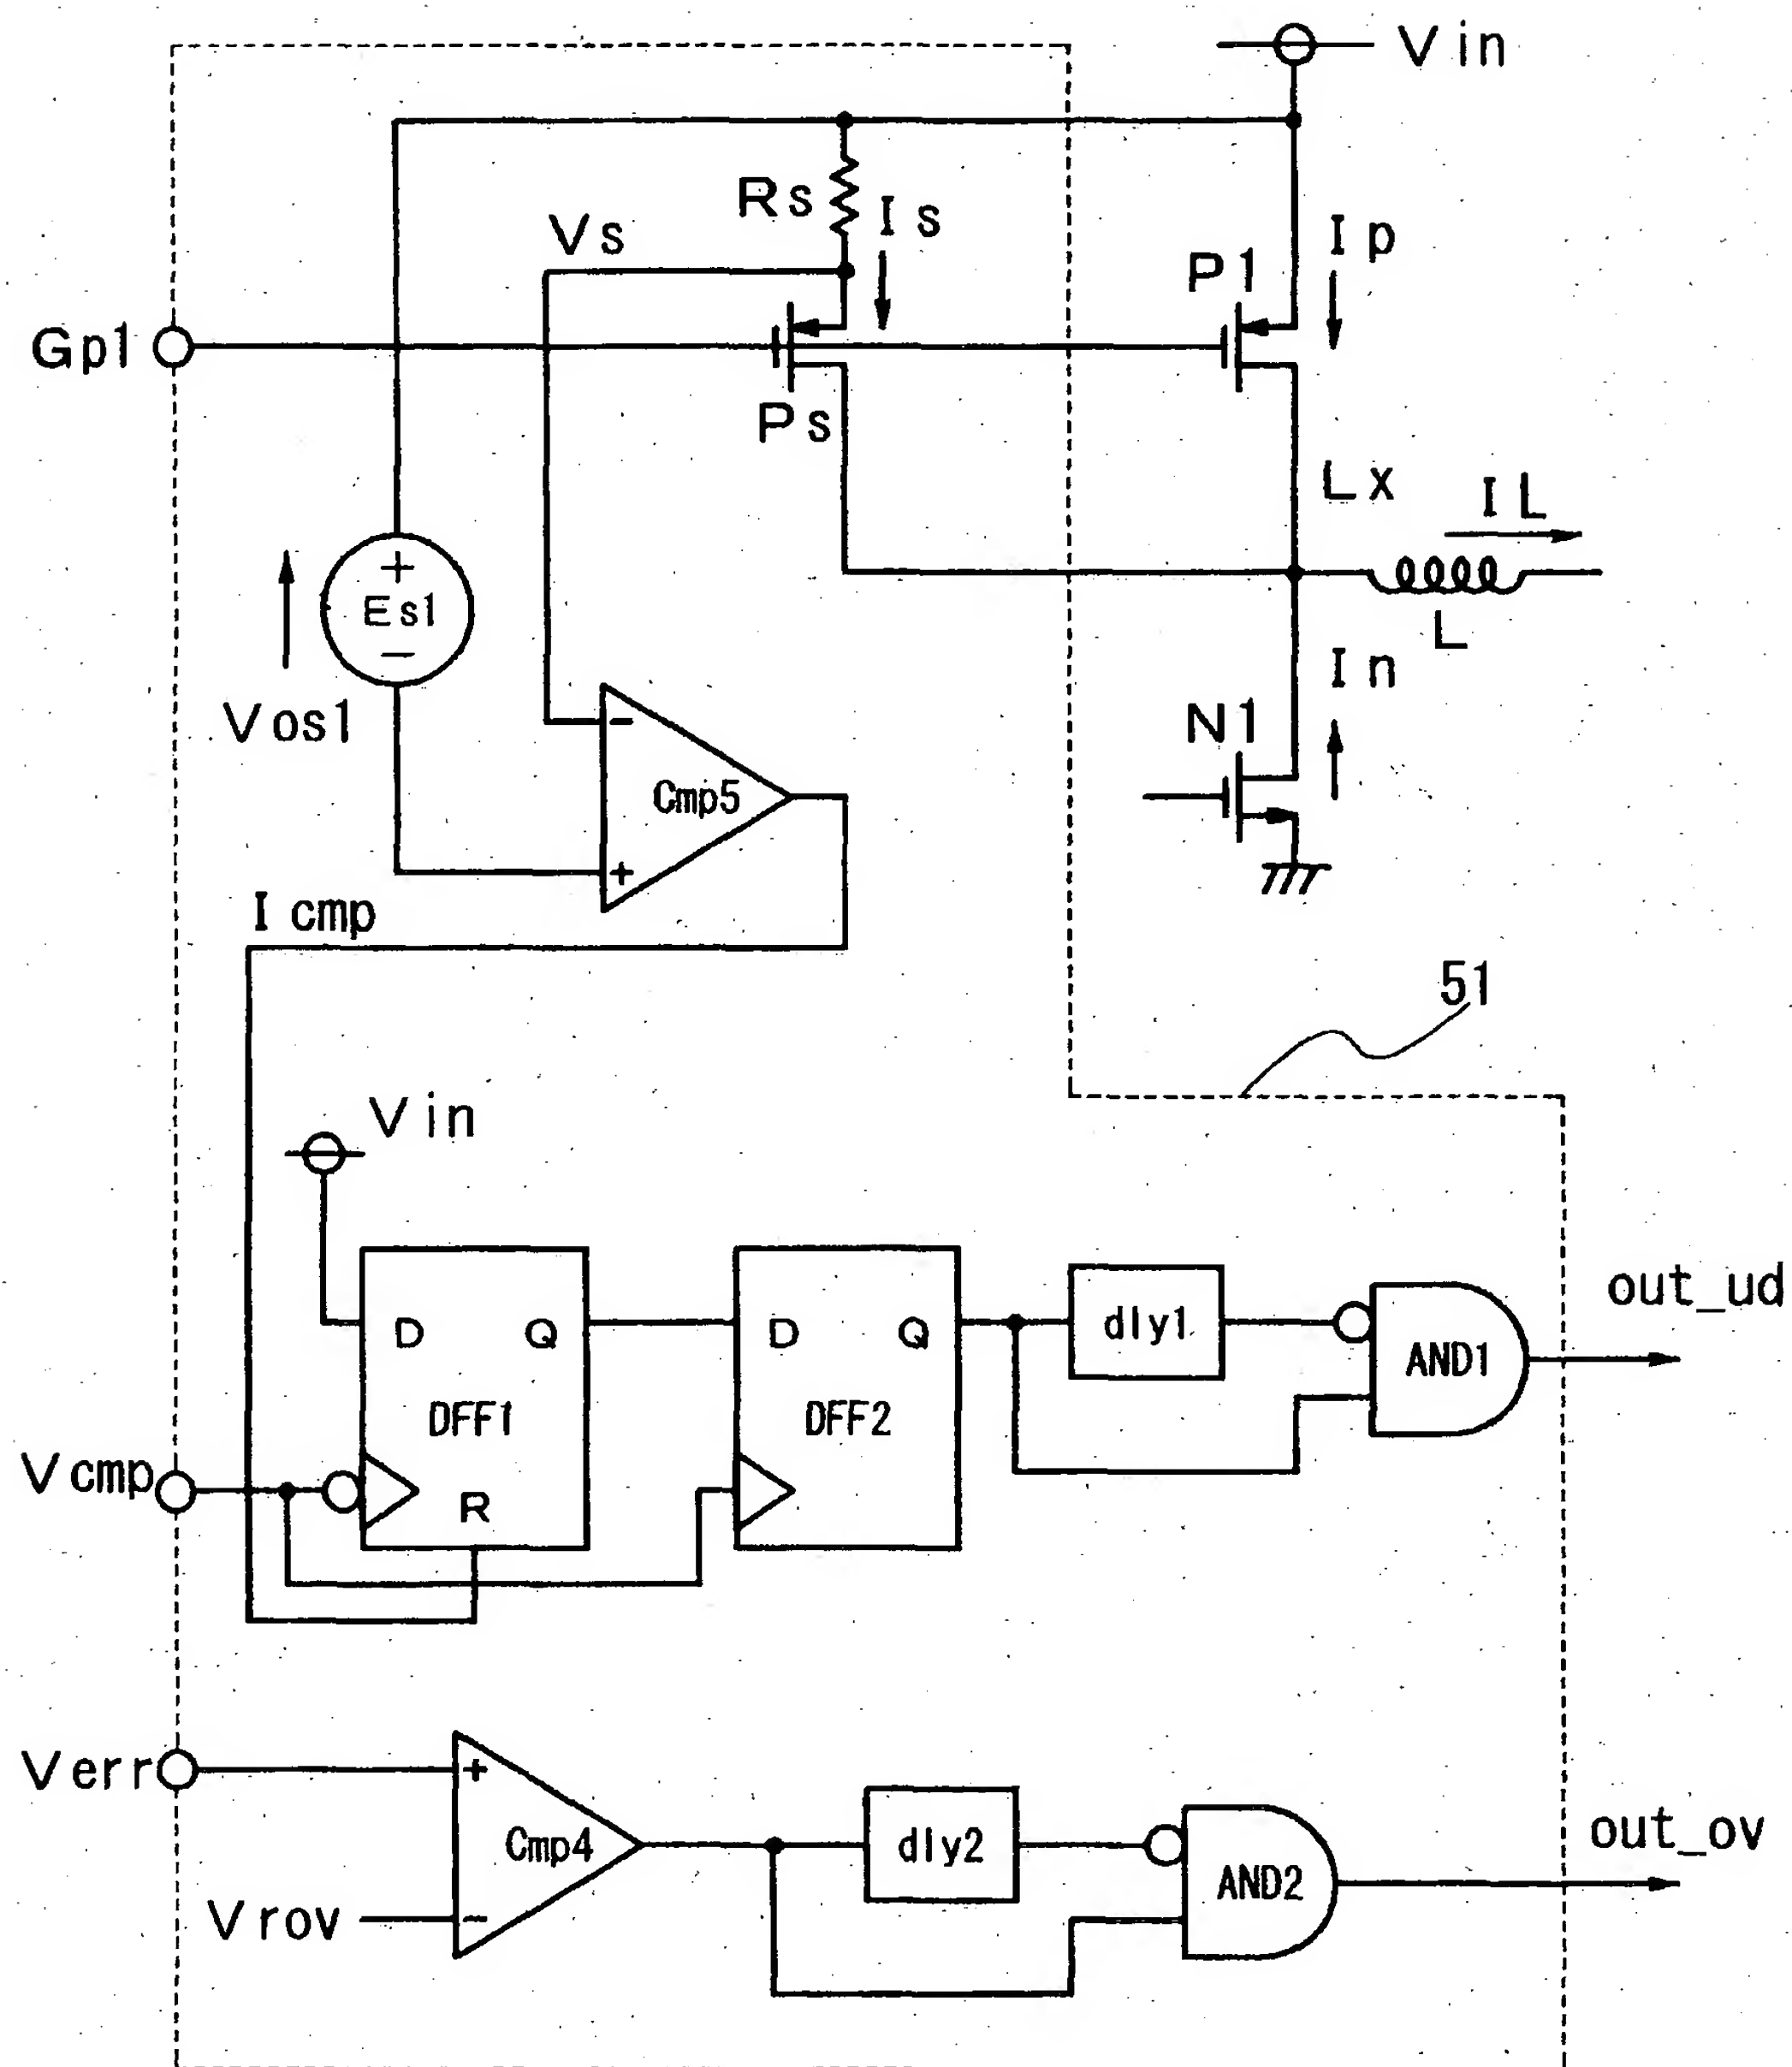 Vin
Rs
Is
Vs
Ip
P1
Gp1
Ps
Lx
IL
+
Es1
-
L
In
Vos1
N1
-
Cmp5
+
Icmp
51
Vin
out_ud
D Q
D Q
dly1
AND1
DFF1
DFF2
Vcmp
R
Verr
+
out_ov
Cmp4
dly2
AND2
Vrov
-